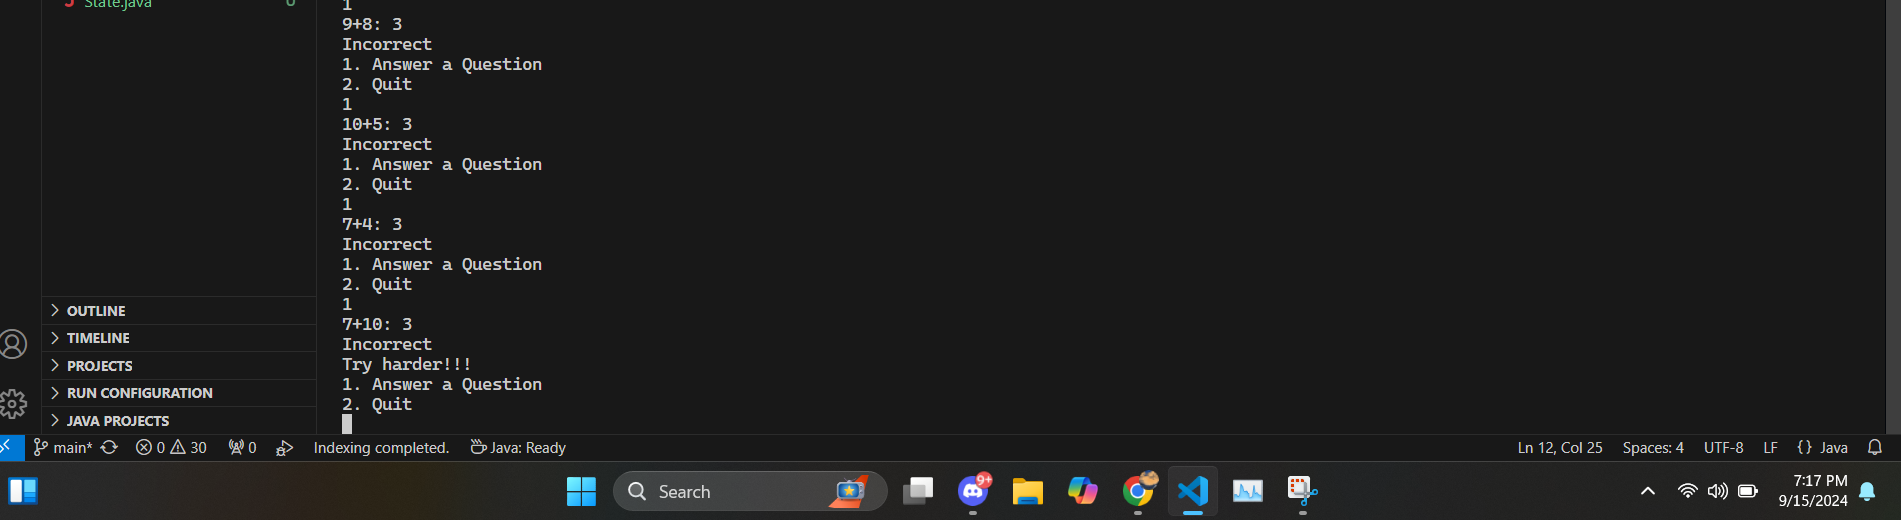 State.java
U
1
9+8: 3
Incorrect
1. Answer a Question
2. Quit
1
10+5: 3
Incorrect
1. Answer a Question
2. Quit
1
7+4: 3
Incorrect
1. Answer a Question
2. Quit
1
7+10: 3
Incorrect
Try harder!!!
1. Answer a Question
2. Quit
OUTLINE
TIMELINE
PROJECTS
RUN CONFIGURATION
JAVA PROJECTS
main* 0 30 0 Indexing completed. Java: Ready Ln 12, Col 25 Spaces: 4 UTF-8 LF {} Java
Search
9+
7:17 PM
9/15/2024